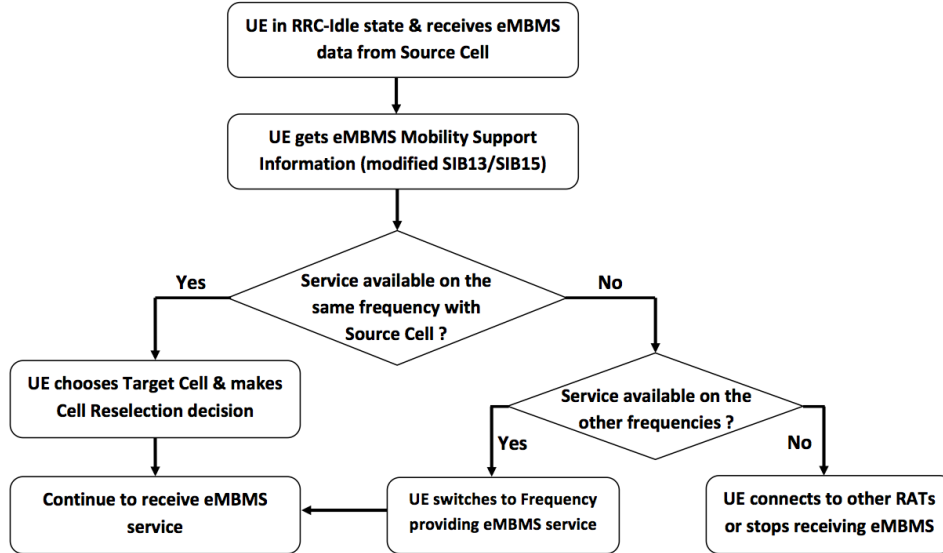 UE in RRC-Idle state & receives eMBMS
data from Source Cell
UE gets eMBMS Mobility Support
Information (modified SIB13/SIB15)
Yes
Service available on the
same frequency with
Source Cell ?
No
UE chooses Target Cell & makes
Cell Reselection decision
Service available on the
other frequencies ?
Yes
No
Continue to receive eMBMS
service
UE switches to Frequency
providing eMBMS service
UE connects to other RATs
or stops receiving eMBMS